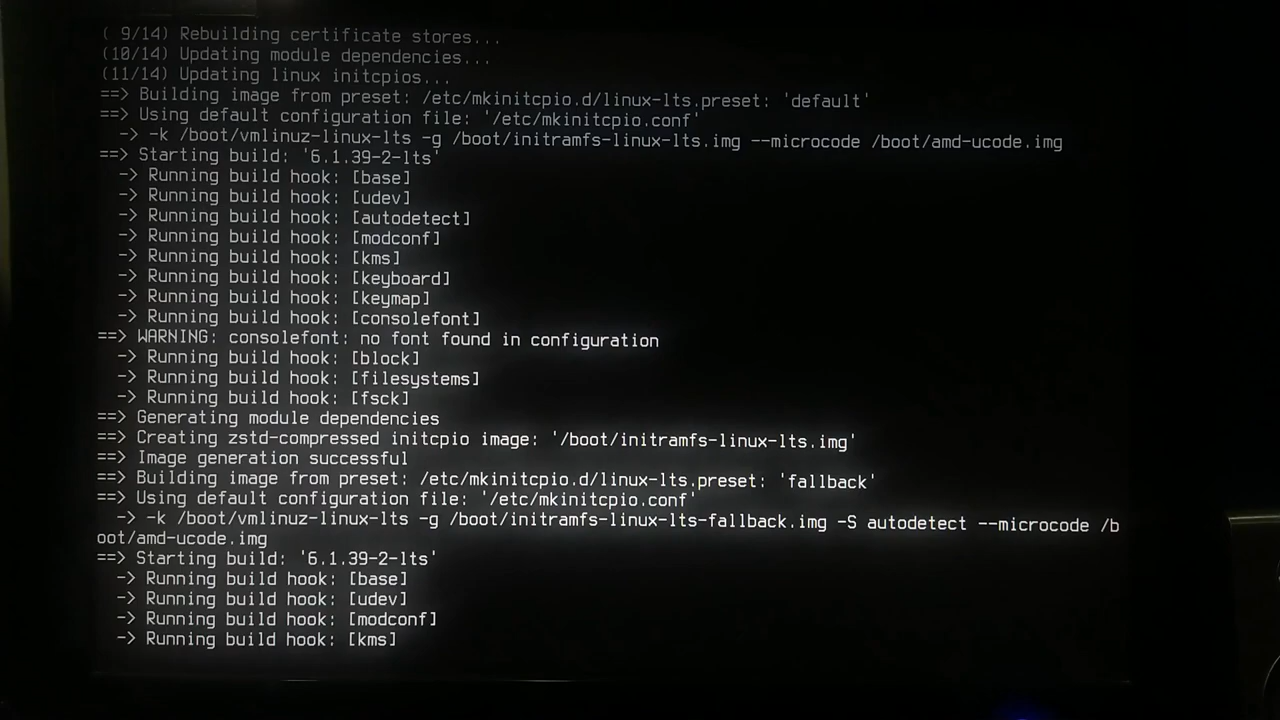 ( 9/14) Rebuilding certificate stores...
(10/14) Updating module dependencies...
(11/14) Updating linux initcpios...
==> Building image from preset: /etc/mkinitcpio.d/linux-lts.preset: 'default'
==> Using default configuration file: '/etc/mkinitcpio.conf'
-> -k /boot/vmlinuz-linux-lts -g /boot/initramfs-linux-lts.img --microcode /boot/amd-ucode.img
==> Starting build: '6.1.39-2-lts'
-> Running build hook: [base]
-> Running build hook: [udev]
-> Running build hook: [autodetect]
-> Running build hook: [modconf]
-> Running build hook: [kms]
-> Running build hook: [keyboard]
-> Running build hook: [keymap]
-> Running build hook: [consolefont]
==> WARNING: consolefont: no font found in configuration
-> Running build hook: [block]
-> Running build hook: [filesystems]
-> Running build hook: [fsck]
==> Generating module dependencies
==> Creating zstd-compressed initcpio image: '/boot/initramfs-linux-lts.img'
==> Image generation successful
==> Building image from preset: /etc/mkinitcpio.d/linux-lts.preset: 'fallback'
==> Using default configuration file: '/etc/mkinitcpio.conf'
-> -k /boot/vmlinuz-linux-lts -g /boot/initramfs-linux-lts-fallback.img -S autodetect --microcode /b
oot/amd-ucode.img
==> Starting build: '6.1.39-2-lts'
-> Running build hook: [base]
-> Running build hook: [udev]
-> Running build hook: [modconf]
-> Running build hook: [kms]